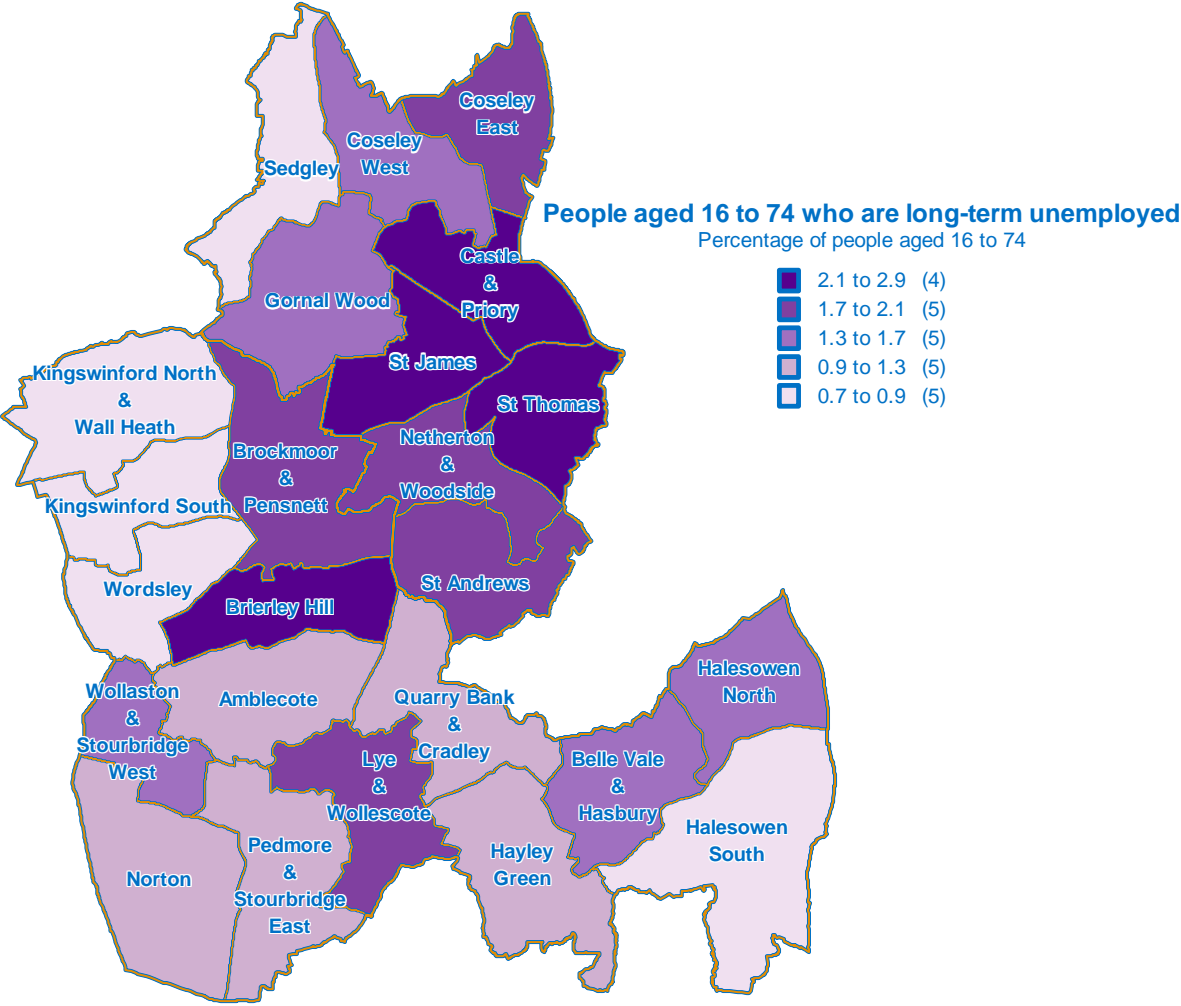 Coseley
East
Coseley
West
Sedgley
People aged 16 to 74 who are long-term unemployed
Percentage of people aged 16 to 74
2.1 to 2.9 (4)
1.7 to 2.1 (5)
1.3 to 1.7 (5)
0.9 to 1.3 (5)
0.7 to 0.9 (5)
Castle
&
Priory
Gornal Wood
St James
Kingswinford North
&
Wall Heath
St Thomas
Netherton
&
Woodside
Brockmoor
&
Pensnett
Kingswinford South
Wordsley
St Andrews
Brierley Hill
Halesowen
North
Wollaston
&
Stourbridge
West
Amblecote
Quarry Bank
&
Cradley
Lye
&
Wollescote
Belle Vale
&
Hasbury
Halesowen
South
Pedmore
&
Stourbridge
East
Hayley
Green
Norton